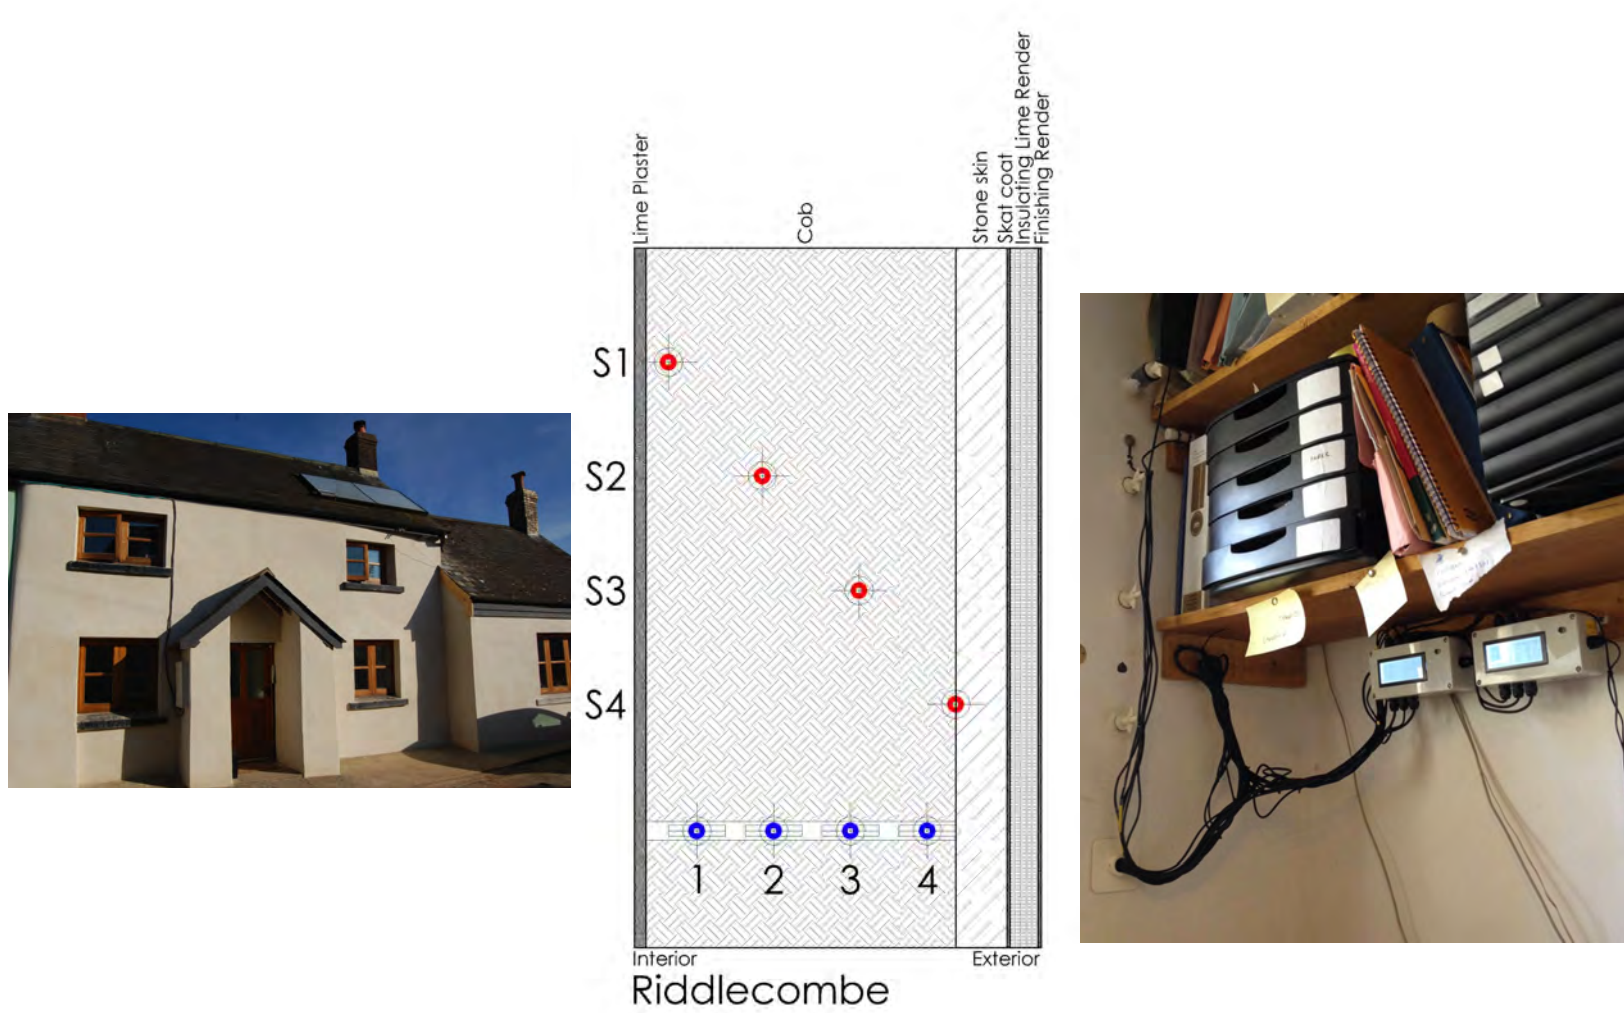 Lime Plaster
Cob
Stone skin
Skat coat
Insulating Lime Render
Finishing Render
S1
S2
S3
S4
1 2 3 4
Interior Exterior
Riddlecombe